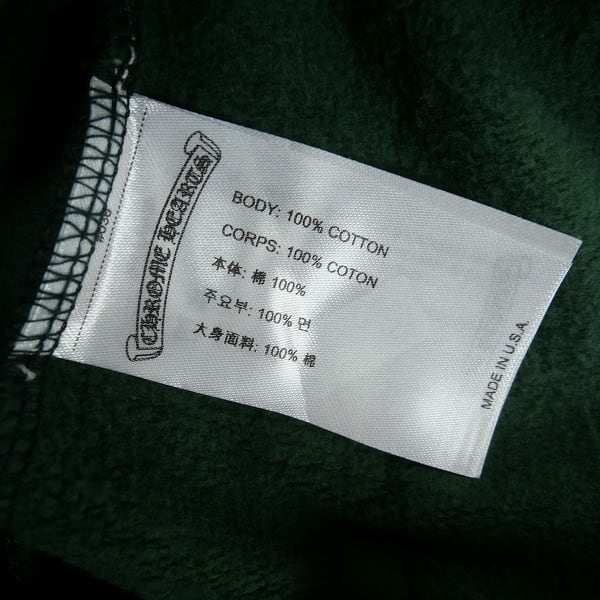 CHROME HEARTS
BODY: 100% COTTON
CORPS: 100% COTON
本体: 棉 100%
주요부: 100% 면
大身面料: 100% 棉
MADE IN U.S.A.